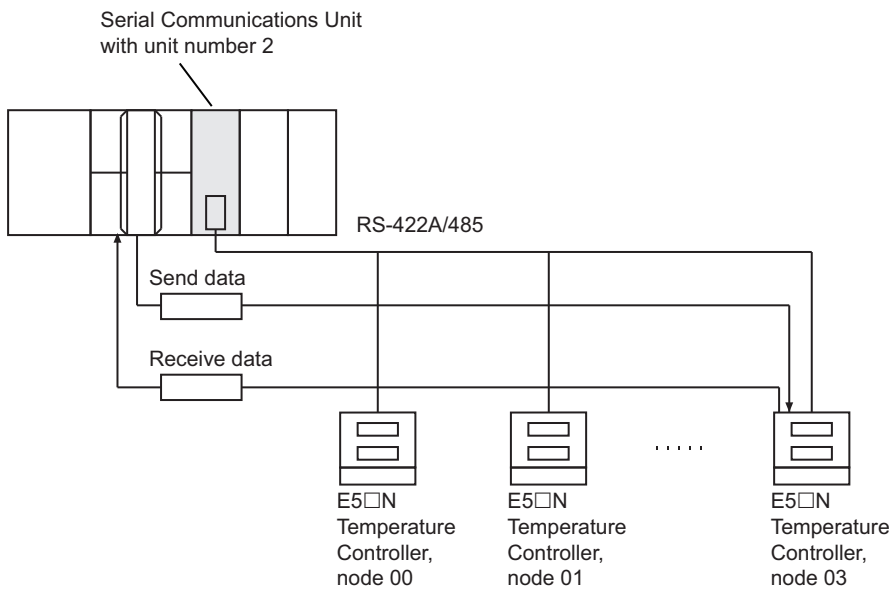 Serial Communications Unit
with unit number 2
RS-422A/485
Send data
Receive data
.....
E5□N
Temperature
Controller,
node 00
E5□N
Temperature
Controller,
node 01
E5□N
Temperature
Controller,
node 03